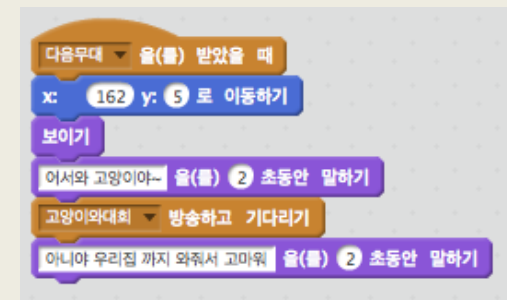 다음무대 을(를) 받았을 때
x: 162 y: 5 로 이동하기
보이기
어서와 고양이야~ 을(를) 2 초동안 말하기
고양이와대회 방송하고 기다리기
아니야 우리집 까지 와줘서 고마워 을(를) 2 초동안 말하기